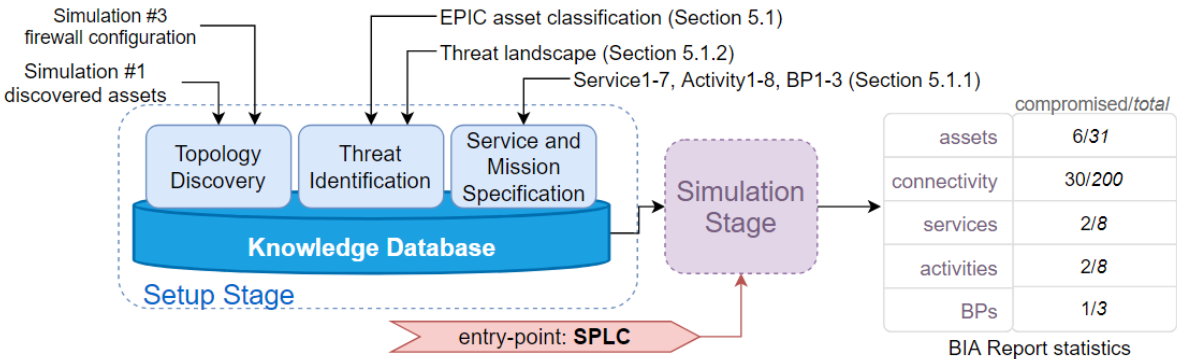 Simulation #3
firewall configuration
Simulation #1
discovered assets
EPIC asset classification (Section 5.1)
Threat landscape (Section 5.1.2)
Service1-7, Activity1-8, BP1-3 (Section 5.1.1)
Topology
Discovery
Threat
Identification
Service and
Mission
Specification
Knowledge Database
Setup Stage
Simulation
Stage
entry-point: SPLC
compromised/total
assets 6/31
connectivity 30/200
services 2/8
activities 2/8
BPs 1/3
BIA Report statistics